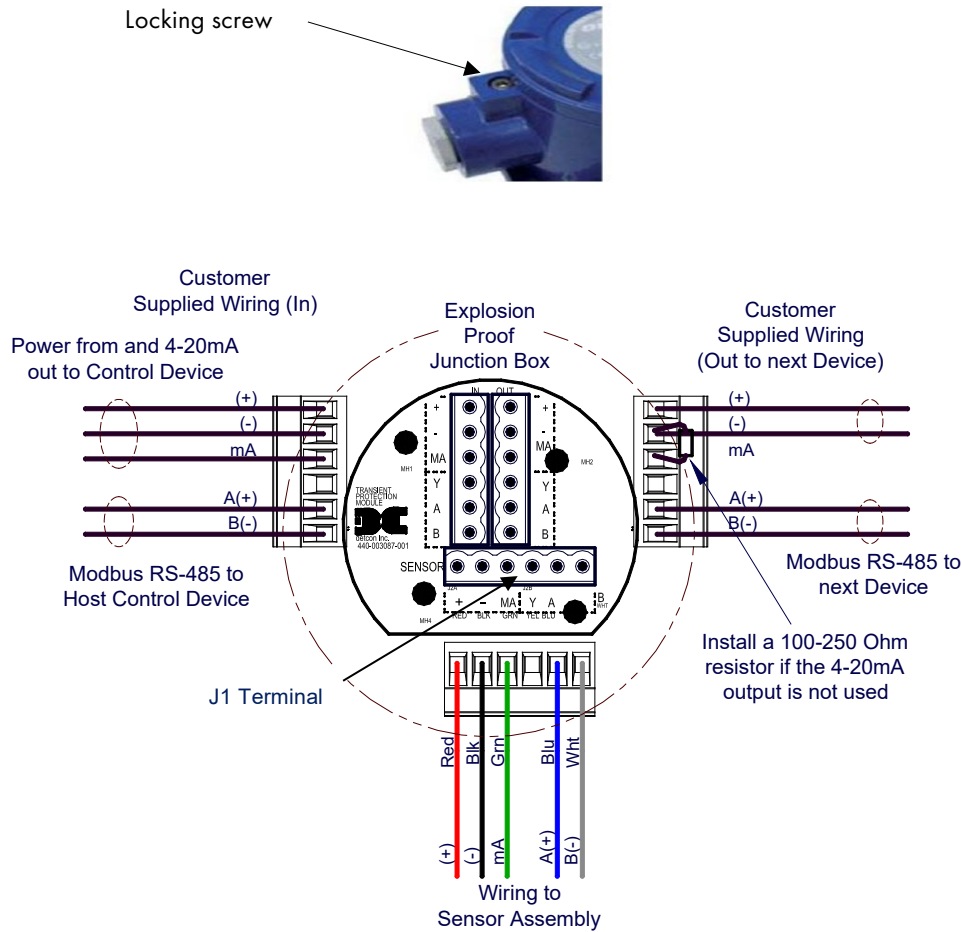 Locking screw
Customer
Supplied Wiring (In)
Power from and 4-20mA
out to Control Device
Explosion
Proof
Junction Box
Customer
Supplied Wiring
(Out to next Device)
(+)
(-)
mA
A(+)
B(-)
Modbus RS-485 to
Host Control Device
IN OUT
+ +
- -
MA MA
Y Y
A A
B B
MH1
MH2
TRANSIENT
PROTECTION
MODULE
detcon Inc.
440-003087-001
SENSOR
J2A J2B
+ - MA Y A B
RED BLK GRN YEL BLU WHT
MH4
(+)
(-)
mA
A(+)
B(-)
Modbus RS-485 to
next Device
Install a 100-250 Ohm
resistor if the 4-20mA
output is not used
J1 Terminal
Red
Blk
Grn
Blu
Wht
(+)
(-)
mA
A(+)
B(-)
Wiring to
Sensor Assembly